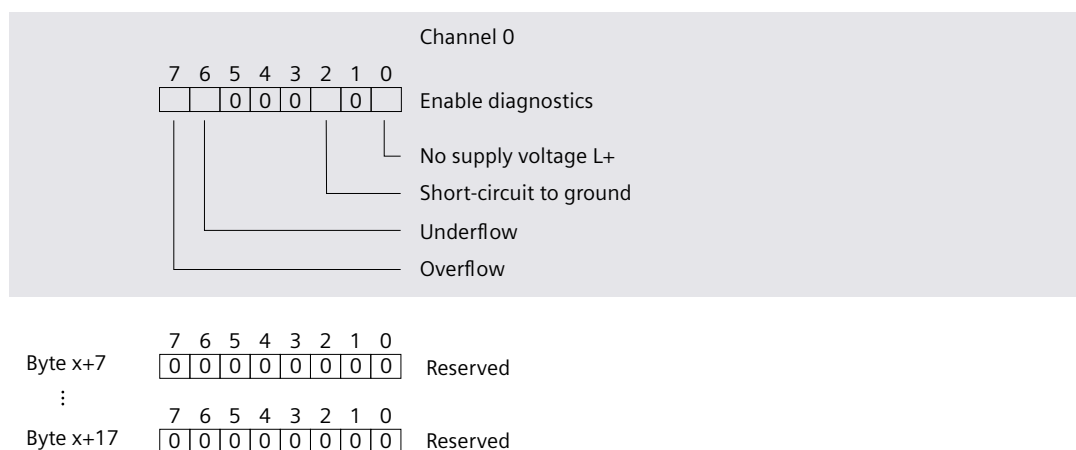 Channel 0
7 6 5 4 3 2 1 0
0 0 0 0 Enable diagnostics
No supply voltage L+
Short-circuit to ground
Underflow
Overflow
7 6 5 4 3 2 1 0
Byte x+7 0 0 0 0 0 0 0 0 Reserved
⋮
7 6 5 4 3 2 1 0
Byte x+17 0 0 0 0 0 0 0 0 Reserved